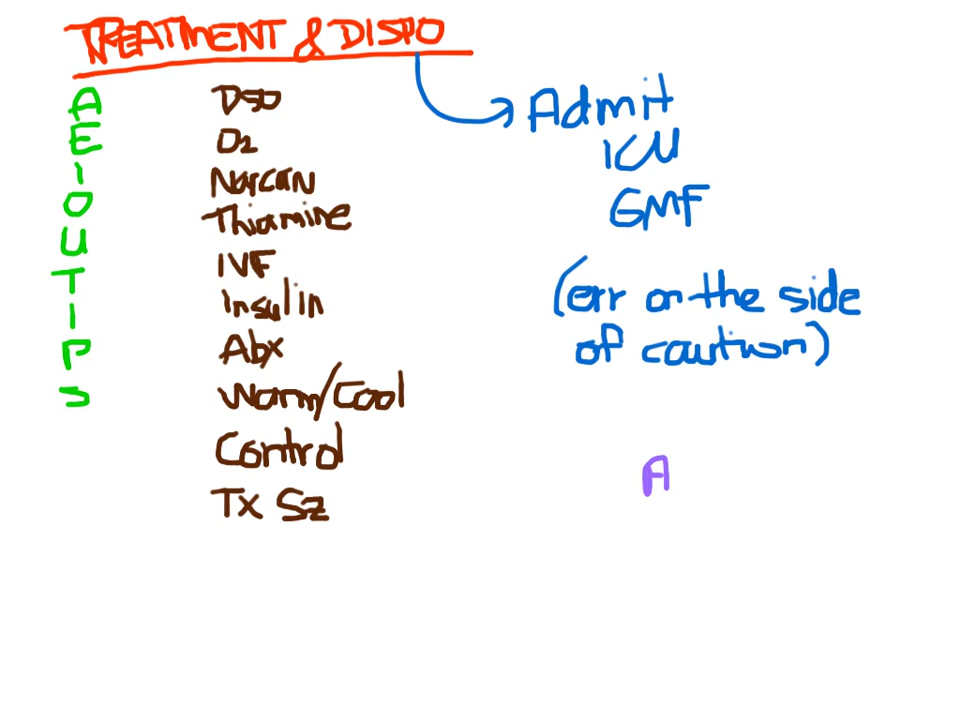 TREATMENT & DISPO
A
E
I
O
U
T
I
P
S
D50
O2
Narcan
Thiamine
IVF
Insulin
Abx
Warm/Cool
Control
Tx Sz
Admit
ICU
GMF
(err on the side
of caution)
A